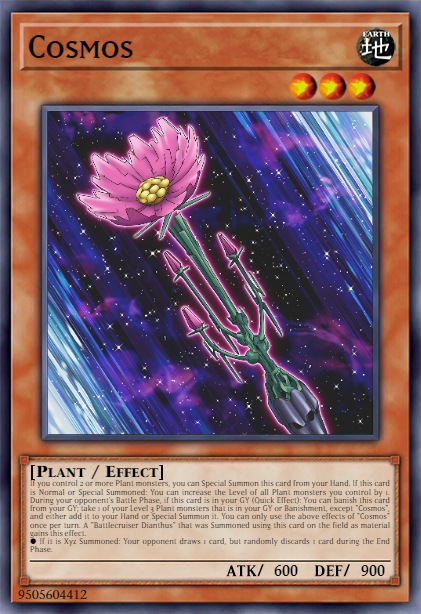 Cosmos
EARTH
地
[Plant / Effect]
If you control 2 or more Plant monsters, you can Special Summon this card from your Hand. If this card
is Normal or Special Summoned: You can increase the Level of all Plant monsters you control by 1.
During your opponent's Battle Phase, if this card is in your GY (Quick Effect): You can banish this card
from your GY; take 1 of your Level 3 Plant monsters that is in your GY or Banishment, except "Cosmos",
and either add it to your Hand or Special Summon it. You can only use the above effects of "Cosmos"
once per turn. A "Battlecruiser Dianthus" that was Summoned using this card on the field as material
gains this effect.
● If it is Xyz Summoned: Your opponent draws 1 card, but randomly discards 1 card during the End
Phase.
ATK/ 600 DEF/ 900
9505604412